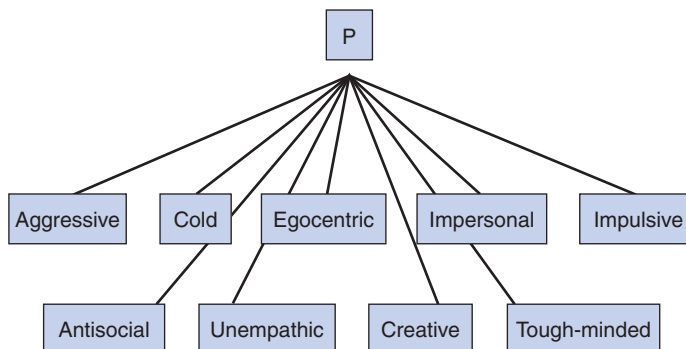 P
Aggressive
Cold
Egocentric
Impersonal
Impulsive
Antisocial
Unempathic
Creative
Tough-minded